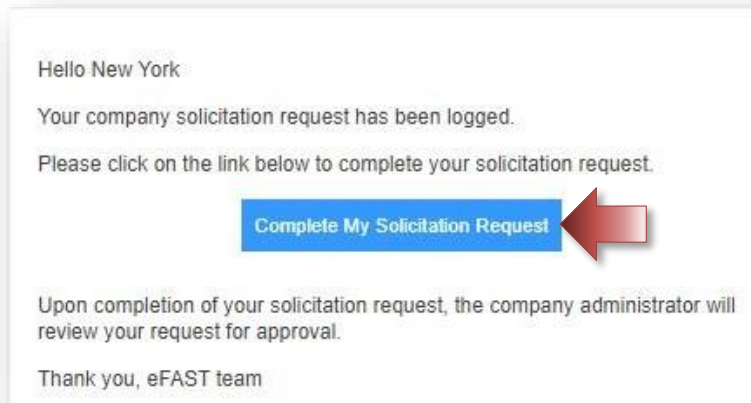 Hello New York
Your company solicitation request has been logged.
Please click on the link below to complete your solicitation request.
Complete My Solicitation Request
Upon completion of your solicitation request, the company administrator will
review your request for approval.
Thank you, eFAST team